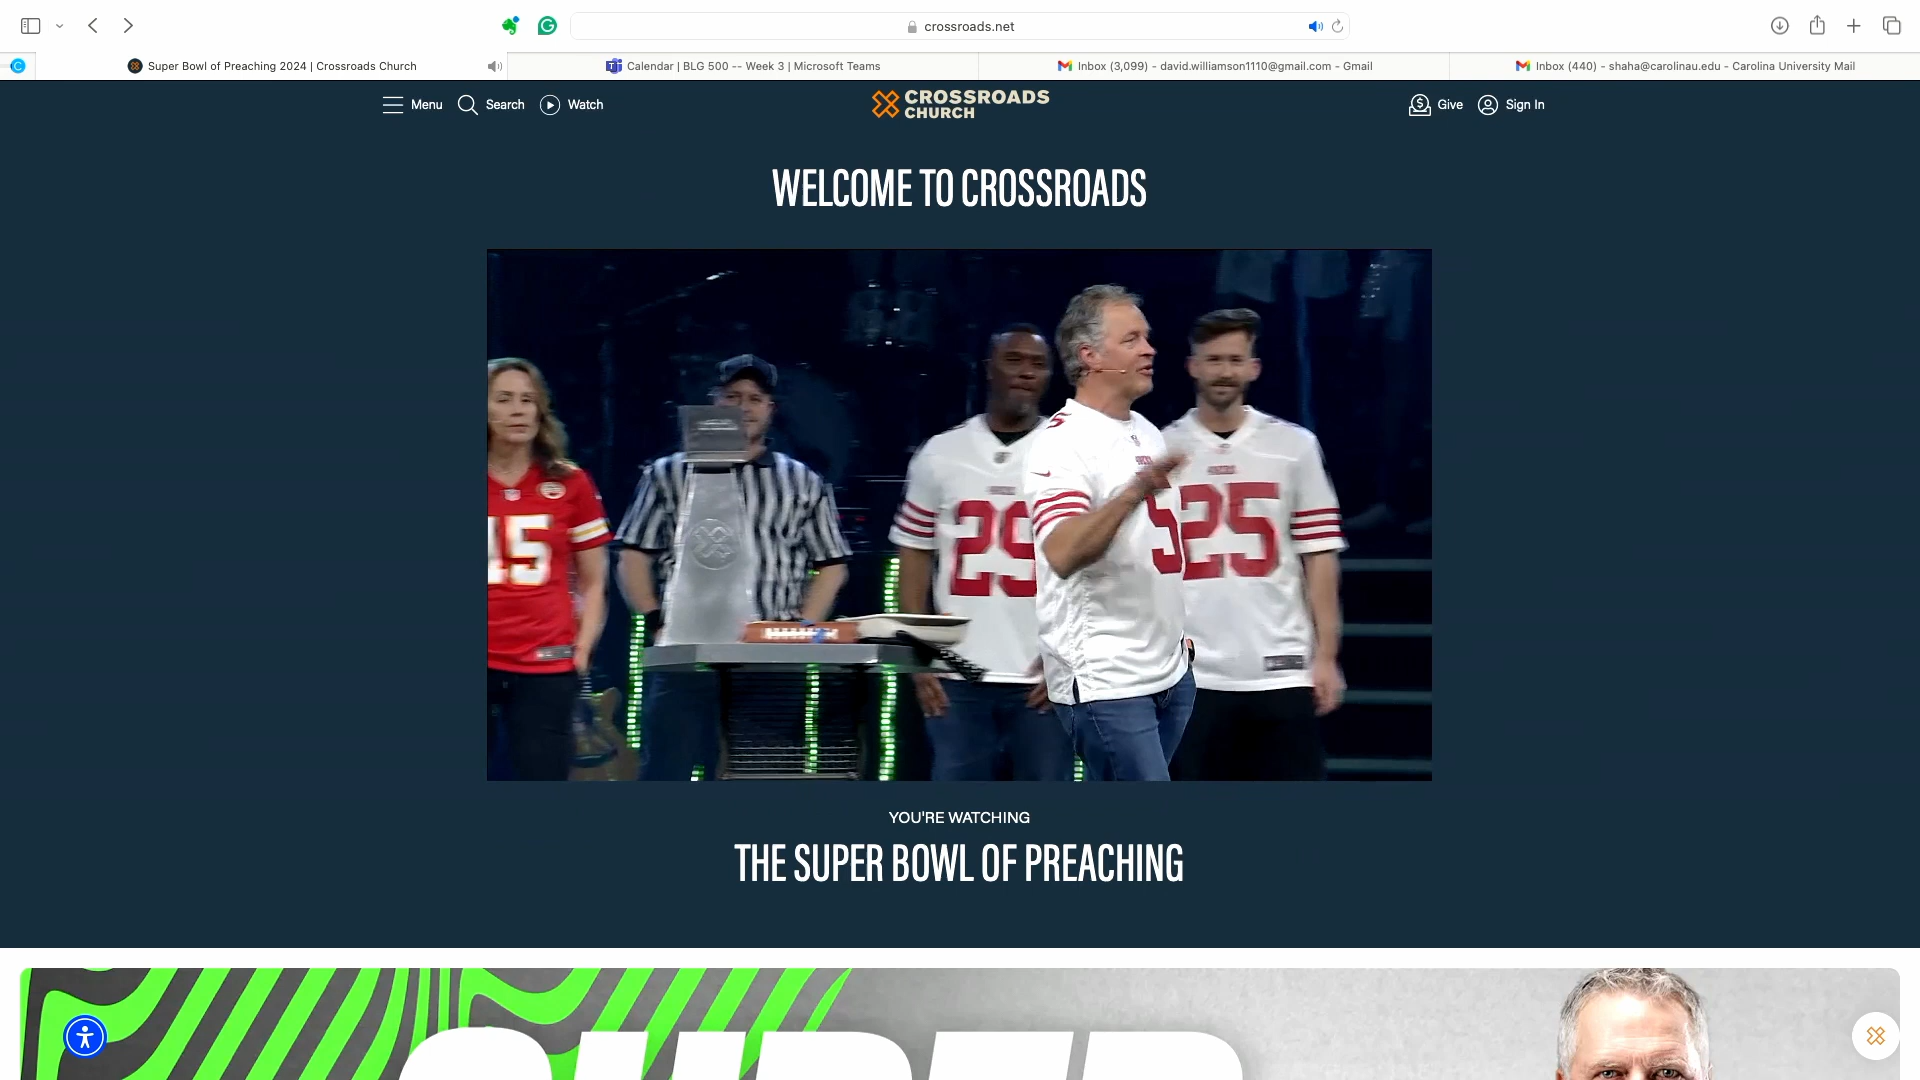 crossroads.net
Super Bowl of Preaching 2024 | Crossroads Church
Calendar | BLG 500 -- Week 3 | Microsoft Teams
Inbox (3,099) - david.williamson1110@gmail.com - Gmail
Inbox (440) - shaha@carolinau.edu - Carolina University Mail
Menu
Search
Watch
CROSSROADS
CHURCH
Give
Sign In
WELCOME TO CROSSROADS
15
29
5
25
YOU'RE WATCHING
THE SUPER BOWL OF PREACHING
SUPER